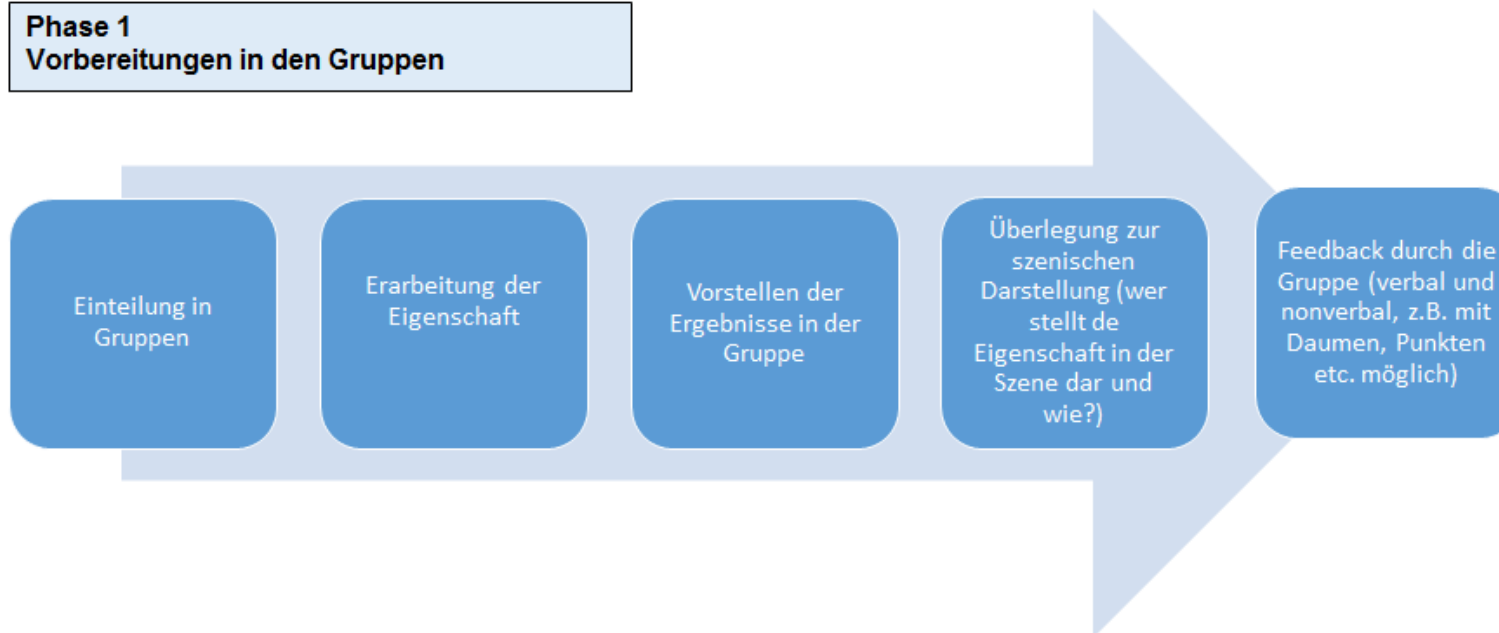 Phase 1
Vorbereitungen in den Gruppen
Einteilung in
Gruppen
Erarbeitung der
Eigenschaft
Vorstellen der
Ergebnisse in der
Gruppe
Überlegung zur
szenischen
Darstellung (wer
stellt de
Eigenschaft in der
Szene dar und
wie?)
Feedback durch die
Gruppe (verbal und
nonverbal, z.B. mit
Daumen, Punkten
etc. möglich)